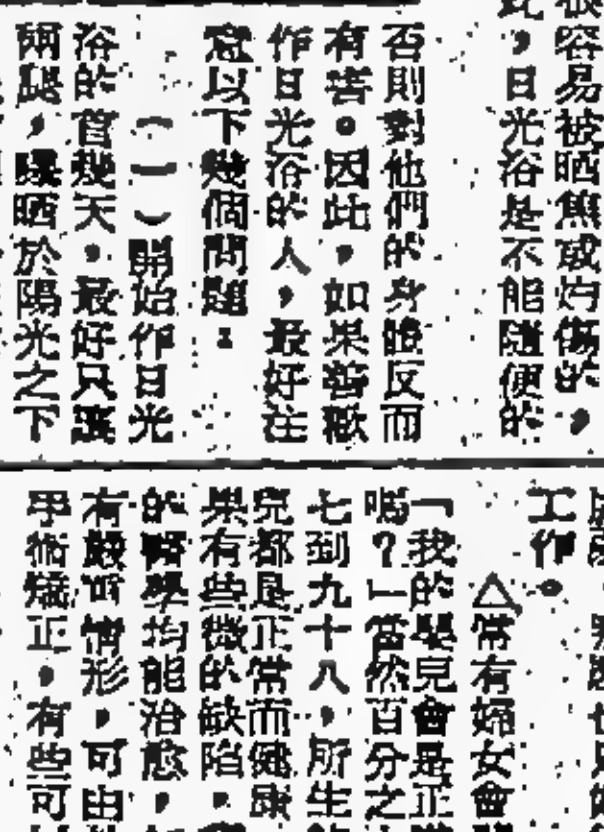 很容易被晒焦或灼傷的，
此，日光浴是不能隨便的
否則對他們的身體反而
有害。因此，如果喜歡
作日光浴的人，最好注
意以下幾個問題：
（一）開始作日光
浴的首幾天，最好只讓
兩腿，曝晒於陽光之下
工作。
△常有婦女會
「我的嬰兒會是正
嗎？」當然百分之
七到九十八，所生
兒都是正常而健康
果有些微的缺陷，
的醫學均能治愈，
有嚴重情形，可由
手術矯正，有些可